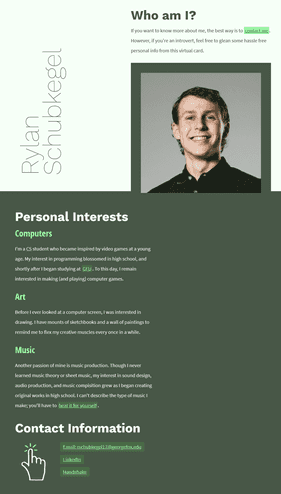 Who am I?
If you want to know more about me, the best way is to contact me.
However, if you're an introvert, feel free to glean some hassle free
personal info from this virtual card.
Rylan
Schubkegel
Personal Interests
Computers
I'm a CS student who became inspired by video games at a young
age. My interest in programming blossomed in high school, and
shortly after I began studying at GFU. To this day, I remain
interested in making (and playing) computer games.
Art
Before I ever looked at a computer screen, I was interested in
drawing. I have mounts of sketchbooks and a wall of paintings to
remind me to flex my creative muscles every once in a while.
Music
Another passion of mine is music production. Though I never
learned music theory or sheet music, my interest in sound design,
audio production, and music compisition grew as I began creating
original works in high school. I can't describe the type of music I
make; you'll have to hear it for yourself.
Contact Information
LinkedIn
Handshake